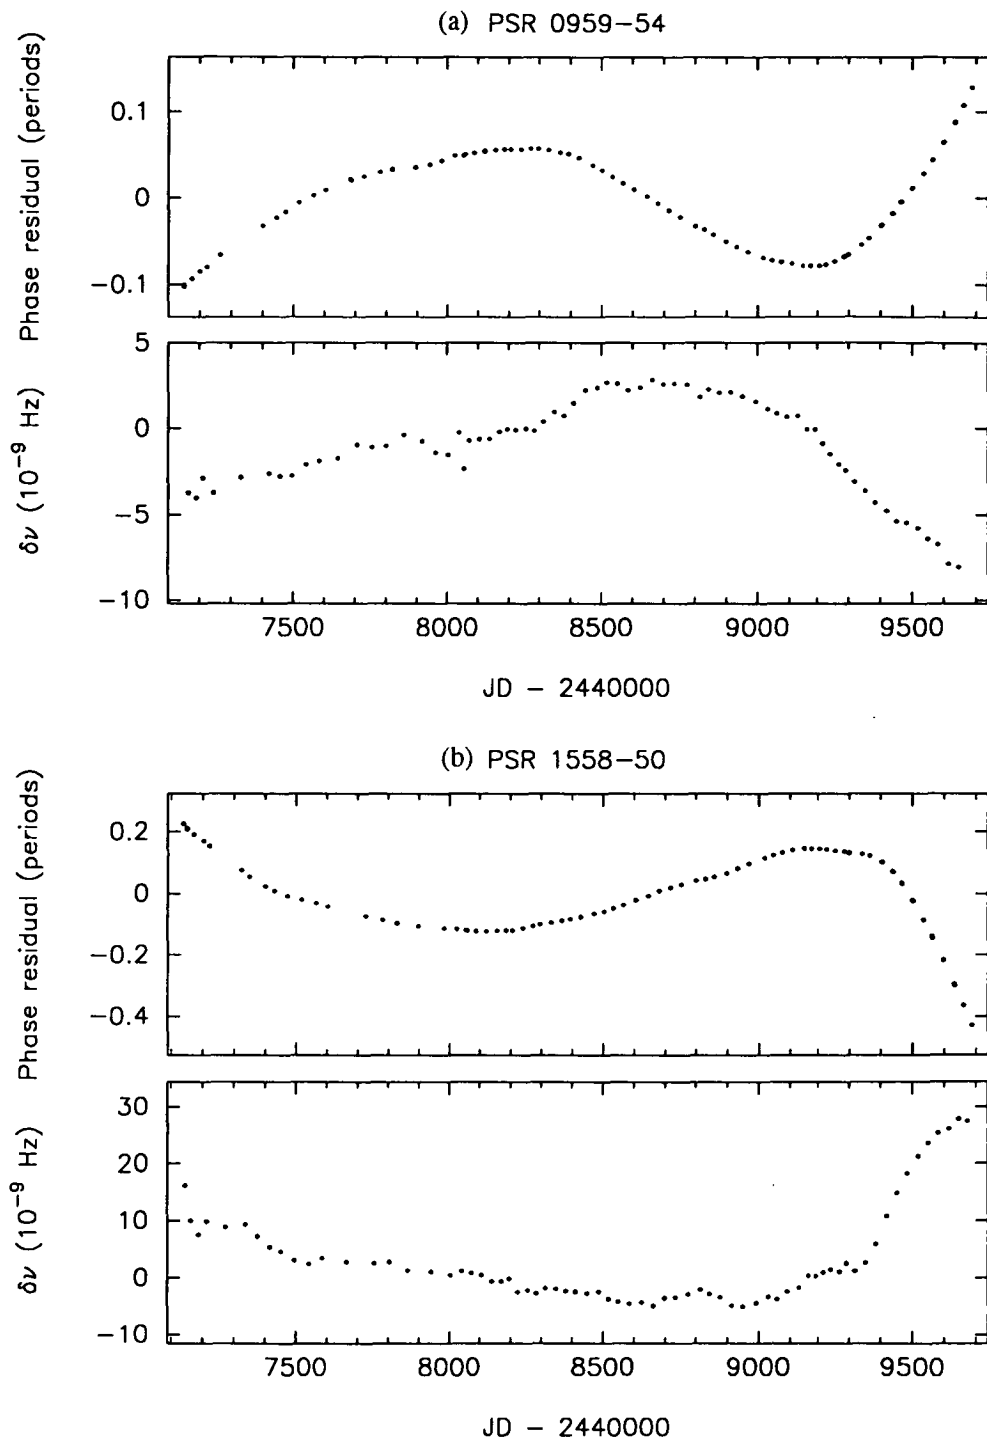 (a) PSR 0959−54
Phase residual (periods)
0.1
0
−0.1
δν (10⁻⁹ Hz)
5
0
−5
−10
7500 8000 8500 9000 9500
JD − 2440000
(b) PSR 1558−50
Phase residual (periods)
0.2
0
−0.2
−0.4
δν (10⁻⁹ Hz)
30
20
10
0
−10
7500 8000 8500 9000 9500
JD − 2440000